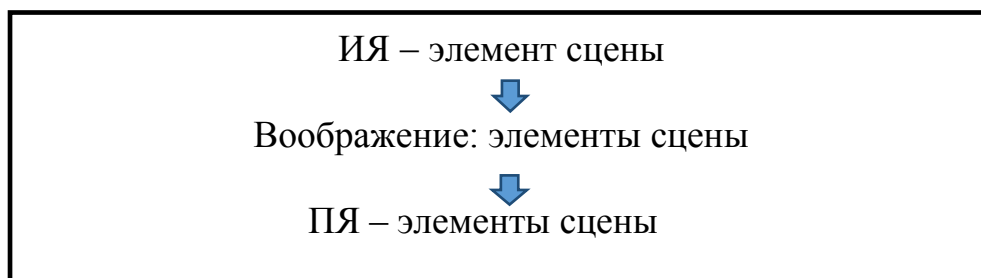 ИЯ – элемент сцены
Воображение: элементы сцены
ПЯ – элементы сцены